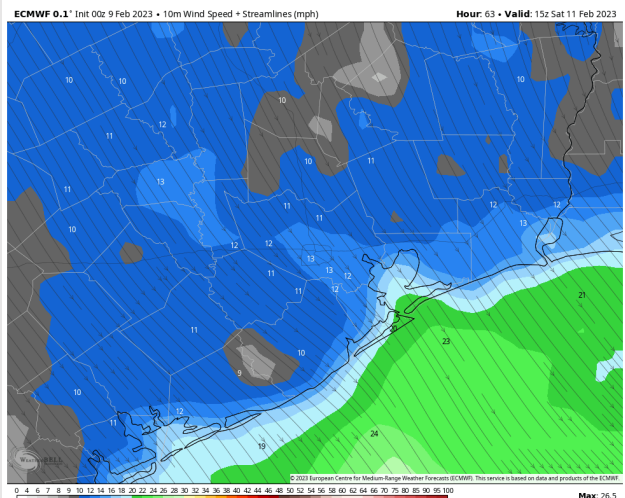 ECMWF 0.1° Init 00z 9 Feb 2023 • 10m Wind Speed + Streamlines (mph) Hour: 63 • Valid: 15z Sat 11 Feb 2023
10 10 10
10
12
11
10 11
13
11
11 12 12
11 13
10
12 12
13 12
11 13
11 12 21
11
20
23
10
9
10
12
11
24
19
WeatherBELL
© 2023 European Centre for Medium-Range Weather Forecasts (ECMWF). This service is based on data and products of the ECMWF.
0 4 6 7 8 9 10 12 14 16 18 20 22 24 26 28 30 32 34 36 38 40 42 44 46 48 50 52 54 56 58 60 62 64 66 68 70 75 80 85 90 95 100
Max: 26.5